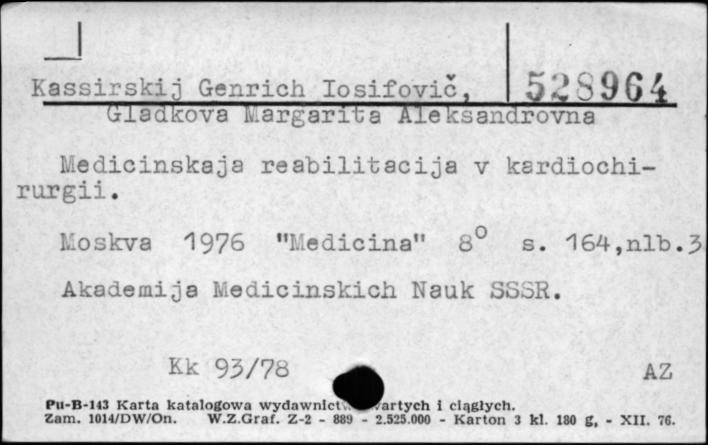 Kassirskij Genrich Iosifovič, 528964
Gladkova Margarita Aleksandrovna
Medicinskaja reabilitacija v kardiochi-
rurgii.
Moskva 1976 "Medicina" 8° s. 164,nlb.3
Akademija Medicinskich Nauk SSSR.
Kk 93/78 AZ
Pu-B-143 Karta katalogowa i ciągłych.
Zam. 1014/DW/On. W.Z.Graf. Z-2 - 889 - 2.525.000 - Karton 3 kl. 180 g, - XII. 76.